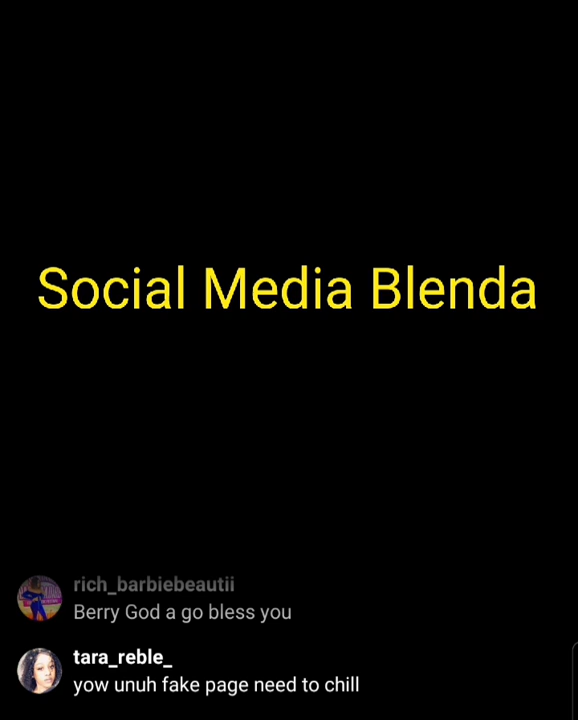 Social Media Blenda
rich_barbiebeautii
Berry God a go bless you
tara_reble_
yow unuh fake page need to chill